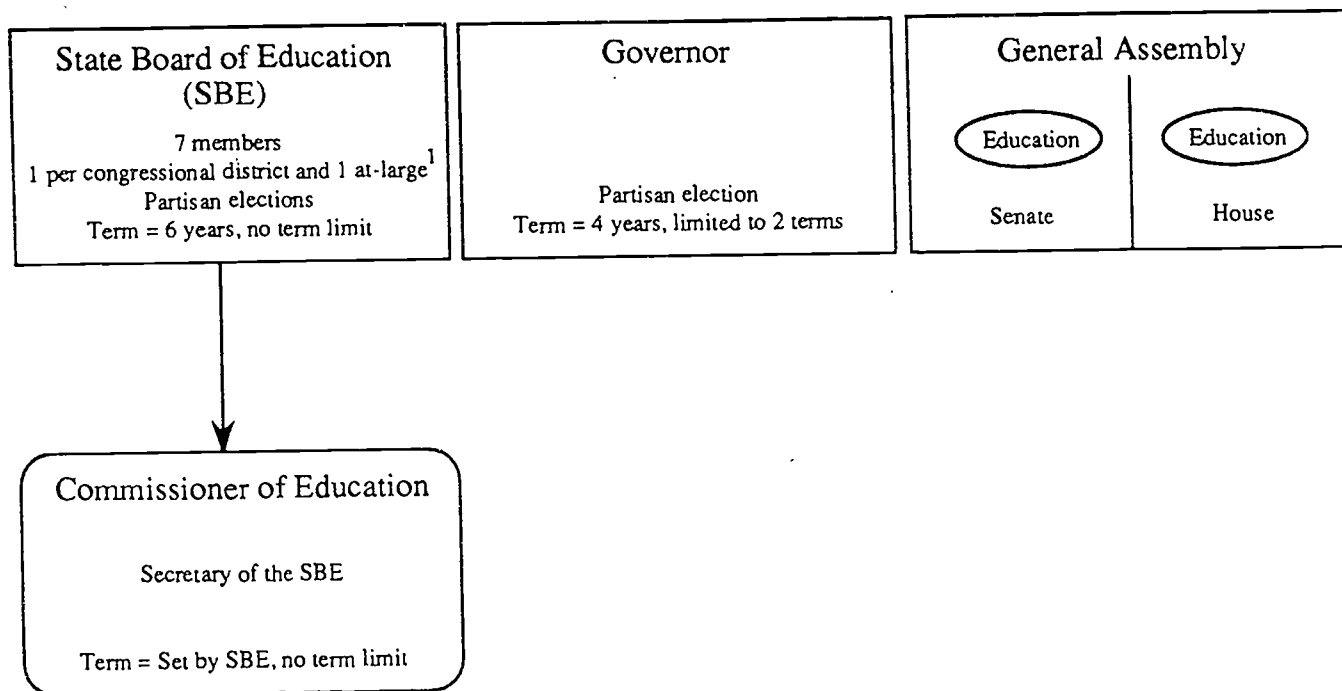 State Board of Education
(SBE)
7 members
1 per congressional district and 1 at-large1
Partisan elections
Term = 6 years, no term limit
Governor
Partisan election
Term = 4 years, limited to 2 terms
General Assembly
Education
Senate
Education
House
Commissioner of Education
Secretary of the SBE
Term = Set by SBE, no term limit